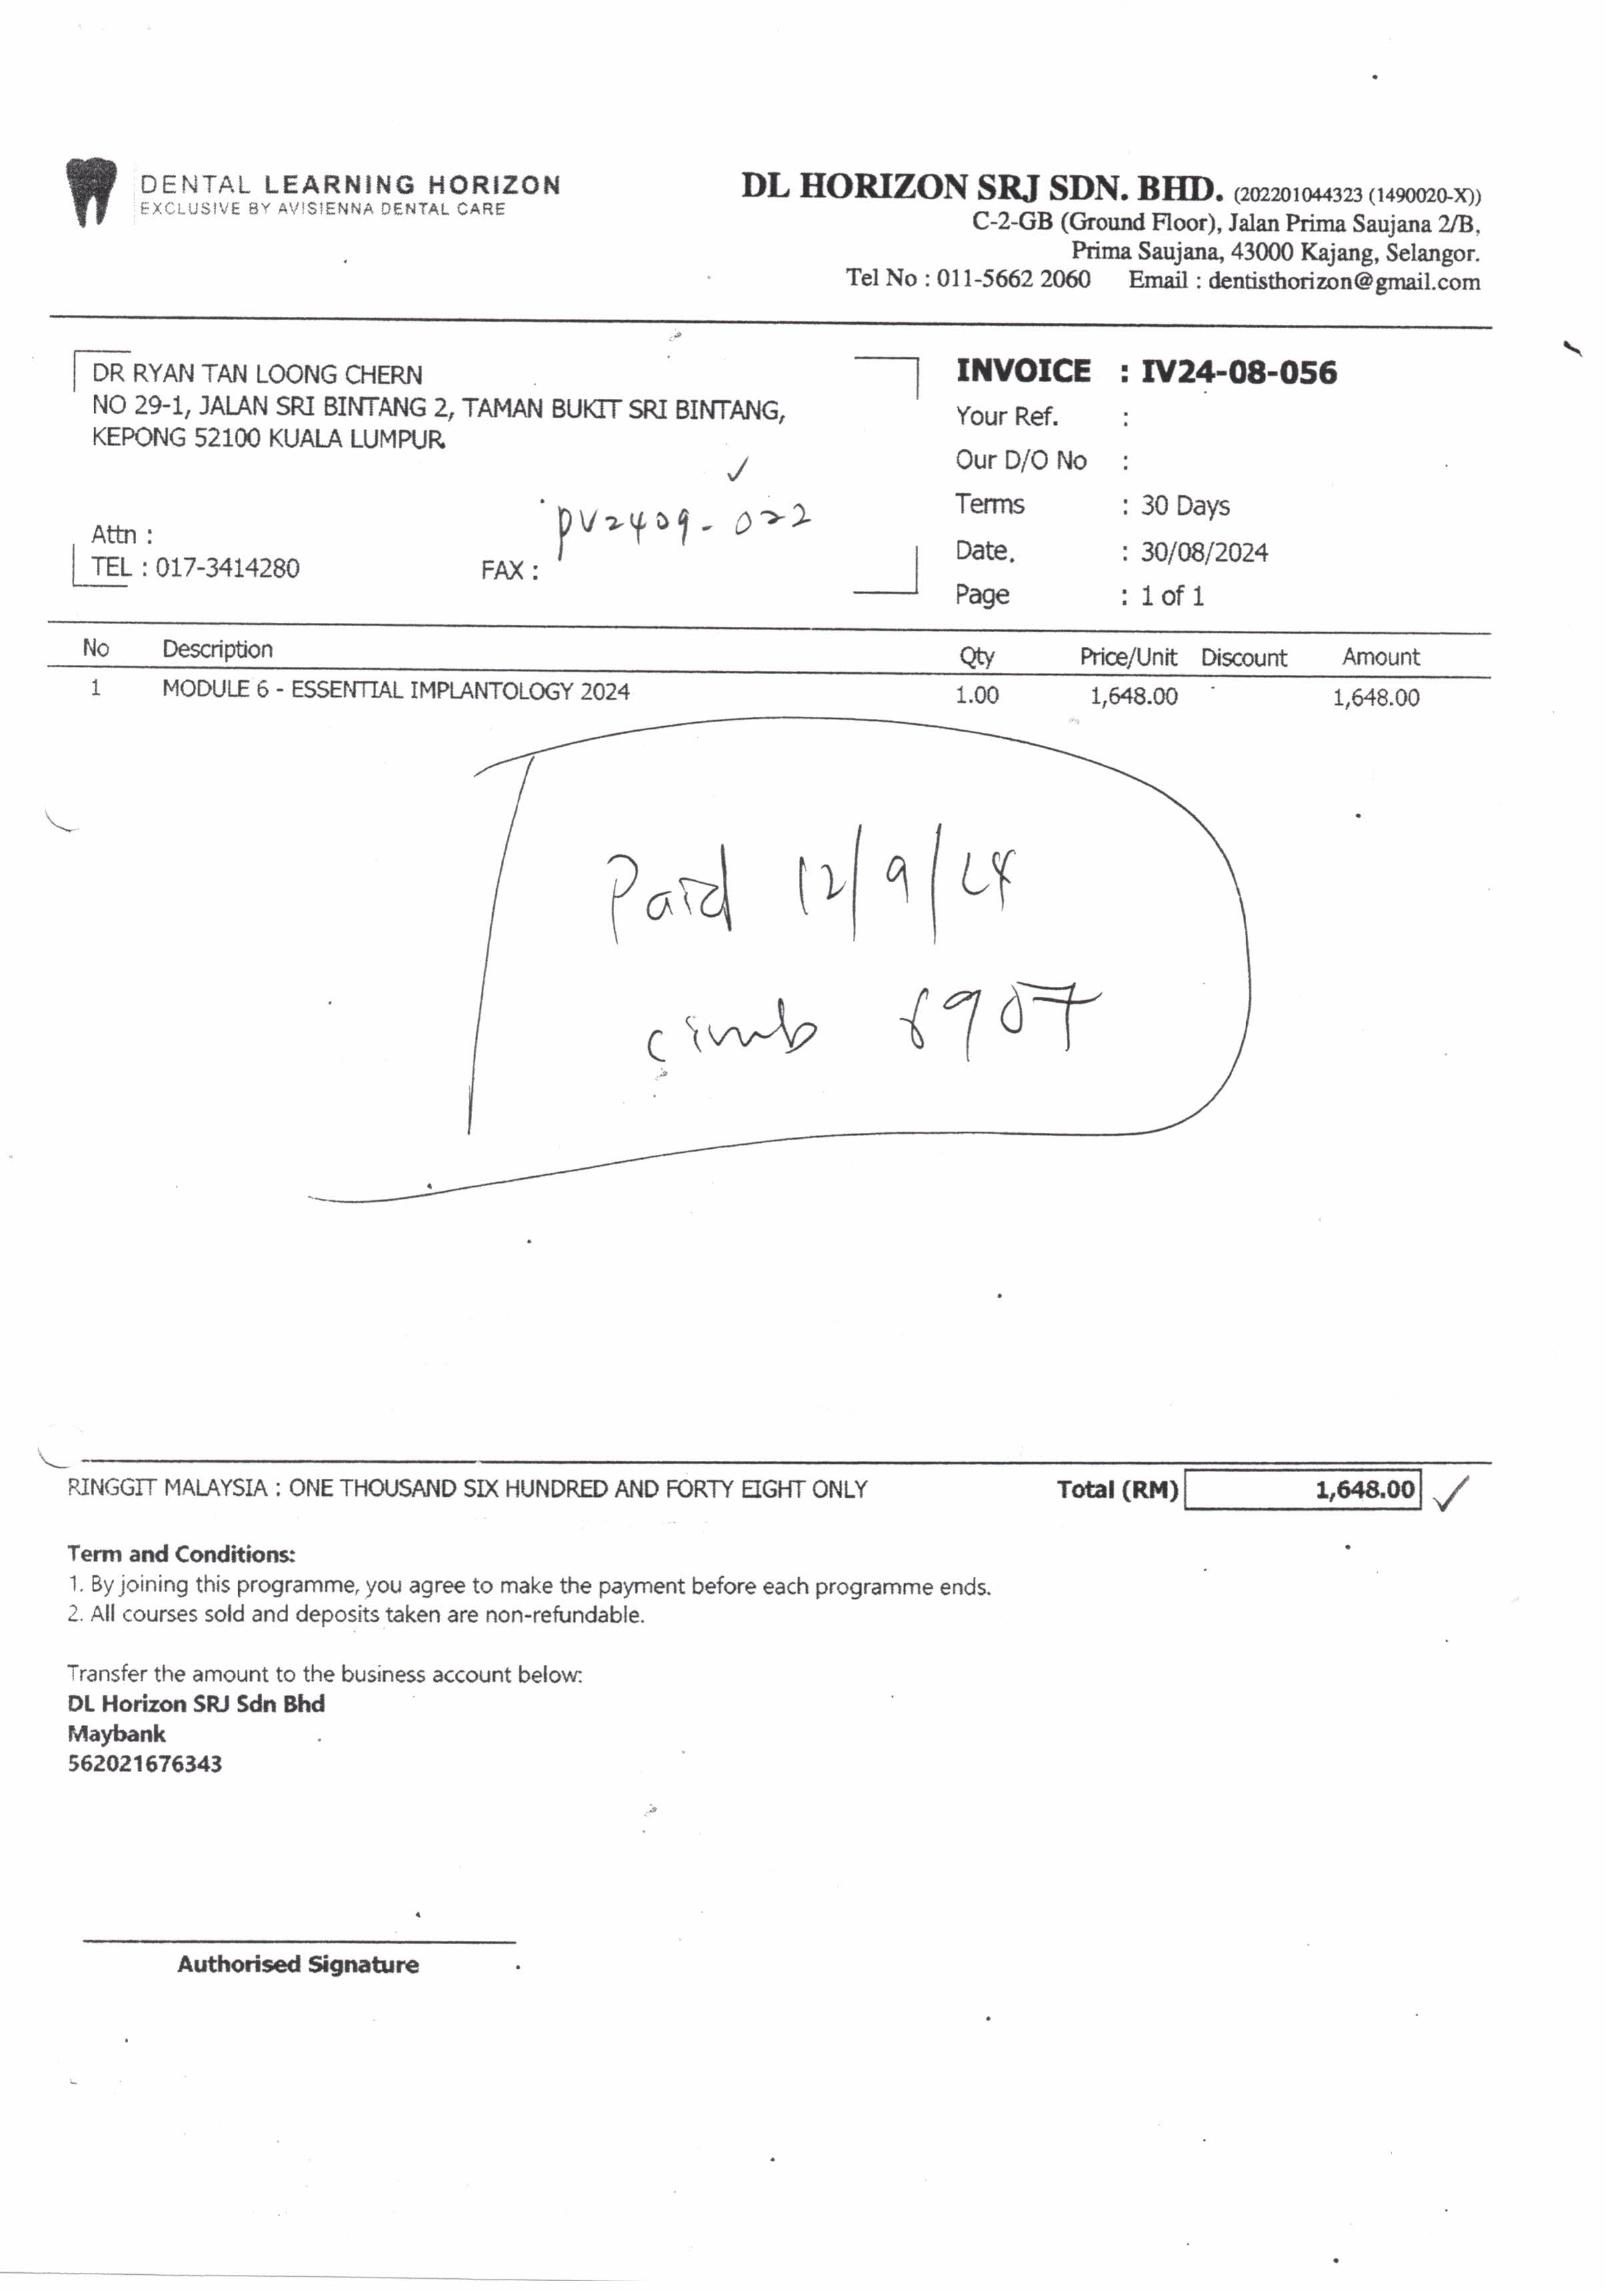 DENTAL LEARNING HORIZON
EXCLUSIVE BY AVISIENNA DENTAL CARE
DL HORIZON SRJ SDN. BHD. (202201044323 (1490020-X))
C-2-GB (Ground Floor), Jalan Prima Saujana 2/B,
Prima Saujana, 43000 Kajang, Selangor.
Tel No : 011-5662 2060 Email : dentisthorizon@gmail.com
DR RYAN TAN LOONG CHERN
NO 29-1, JALAN SRI BINTANG 2, TAMAN BUKIT SRI BINTANG,
KEPONG 52100 KUALA LUMPUR
PV2409-022
Attn :
TEL : 017-3414280 FAX :
INVOICE : IV24-08-056
Your Ref. :
Our D/O No :
Terms : 30 Days
Date. : 30/08/2024
Page : 1 of 1
No Description Qty Price/Unit Discount Amount
1 MODULE 6 - ESSENTIAL IMPLANTOLOGY 2024 1.00 1,648.00 1,648.00
Paid 12/9/24
cimb 8907
RINGGIT MALAYSIA : ONE THOUSAND SIX HUNDRED AND FORTY EIGHT ONLY Total (RM) 1,648.00
Term and Conditions:
1. By joining this programme, you agree to make the payment before each programme ends.
2. All courses sold and deposits taken are non-refundable.
Transfer the amount to the business account below:
DL Horizon SRJ Sdn Bhd
Maybank
562021676343
Authorised Signature